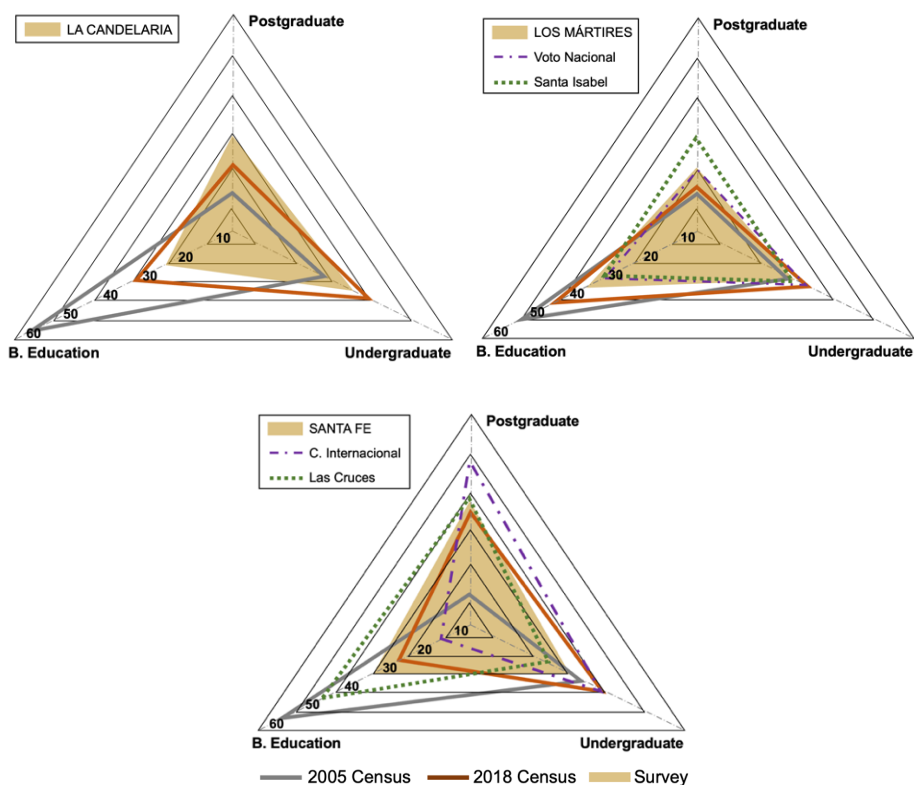 LA CANDELARIA
Postgraduate
10
20
30
40
50
60
B. Education
Undergraduate
LOS MÁRTIRES
Voto Nacional
Santa Isabel
Postgraduate
10
20
30
40
50
60
B. Education
Undergraduate
SANTA FE
C. Internacional
Las Cruces
Postgraduate
10
20
30
40
50
60
B. Education
Undergraduate
2005 Census
2018 Census
Survey